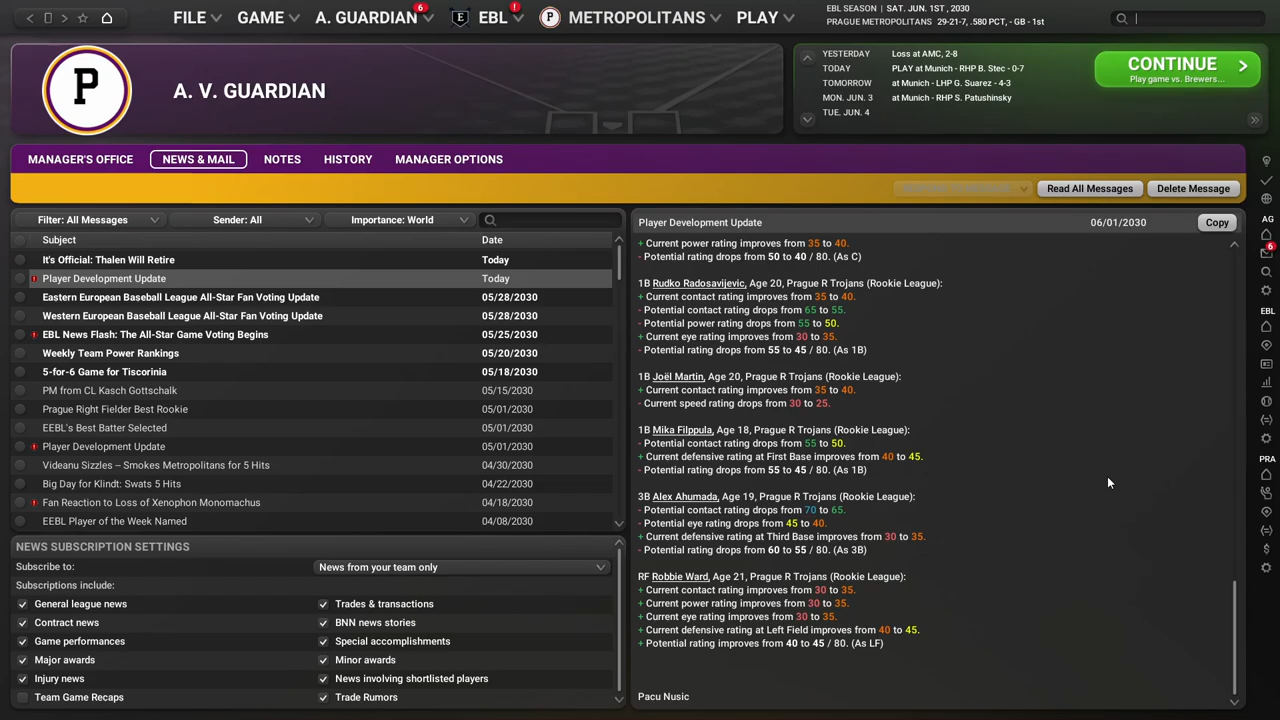 FILE GAME A. GUARDIAN 6 E EBL ! P METROPOLITANS PLAY
EBL SEASON | SAT. JUN. 1ST , 2030
PRAGUE METROPOLITANS 29-21-7, .580 PCT, - GB - 1st
P
A. V. GUARDIAN
YESTERDAY Loss at AMC, 2-8
TODAY PLAY at Munich - RHP B. Stec - 0-7
TOMORROW at Munich - LHP G. Suarez - 4-3
MON. JUN. 3 at Munich - RHP S. Patushinsky
TUE. JUN. 4
CONTINUE
Play game vs. Brewers...
MANAGER'S OFFICE NEWS & MAIL NOTES HISTORY MANAGER OPTIONS
Read All Messages Delete Message
Filter: All Messages Sender: All Importance: World
Subject Date
It's Official: Thalen Will Retire Today
Player Development Update Today
Eastern European Baseball League All-Star Fan Voting Update 05/28/2030
Western European Baseball League All-Star Fan Voting Update 05/28/2030
EBL News Flash: The All-Star Game Voting Begins 05/25/2030
Weekly Team Power Rankings 05/20/2030
5-for-6 Game for Tiscorinia 05/18/2030
PM from CL Kasch Gottschalk 05/15/2030
Prague Right Fielder Best Rookie 05/01/2030
EEBL's Best Batter Selected 05/01/2030
Player Development Update 05/01/2030
Videanu Sizzles – Smokes Metropolitans for 5 Hits 04/30/2030
Big Day for Klindt: Swats 5 Hits 04/22/2030
Fan Reaction to Loss of Xenophon Monomachus 04/18/2030
EEBL Player of the Week Named 04/08/2030
NEWS SUBSCRIPTION SETTINGS
Subscribe to: News from your team only
Subscriptions include:
General league news Trades & transactions
Contract news BNN news stories
Game performances Special accomplishments
Major awards Minor awards
Injury news News involving shortlisted players
Team Game Recaps Trade Rumors
Player Development Update 06/01/2030 Copy
+ Current power rating improves from 35 to 40.
- Potential rating drops from 50 to 40 / 80. (As C)
1B Rudko Radosavijevic, Age 20, Prague R Trojans (Rookie League):
+ Current contact rating improves from 35 to 40.
- Potential contact rating drops from 65 to 55.
- Potential power rating drops from 55 to 50.
+ Current eye rating improves from 30 to 35.
- Potential rating drops from 55 to 45 / 80. (As 1B)
1B Joël Martin, Age 20, Prague R Trojans (Rookie League):
+ Current contact rating improves from 35 to 40.
- Current speed rating drops from 30 to 25.
1B Mika Filppula, Age 18, Prague R Trojans (Rookie League):
- Potential contact rating drops from 55 to 50.
+ Current defensive rating at First Base improves from 40 to 45.
- Potential rating drops from 55 to 45 / 80. (As 1B)
3B Alex Ahumada, Age 19, Prague R Trojans (Rookie League):
- Potential contact rating drops from 70 to 65.
- Potential eye rating drops from 45 to 40.
+ Current defensive rating at Third Base improves from 30 to 35.
- Potential rating drops from 60 to 55 / 80. (As 3B)
RF Robbie Ward, Age 21, Prague R Trojans (Rookie League):
+ Current contact rating improves from 30 to 35.
+ Current power rating improves from 30 to 35.
+ Current eye rating improves from 30 to 35.
+ Current defensive rating at Left Field improves from 40 to 45.
+ Potential rating improves from 40 to 45 / 80. (As LF)
Pacu Nusic
AG
6
EBL
PRA